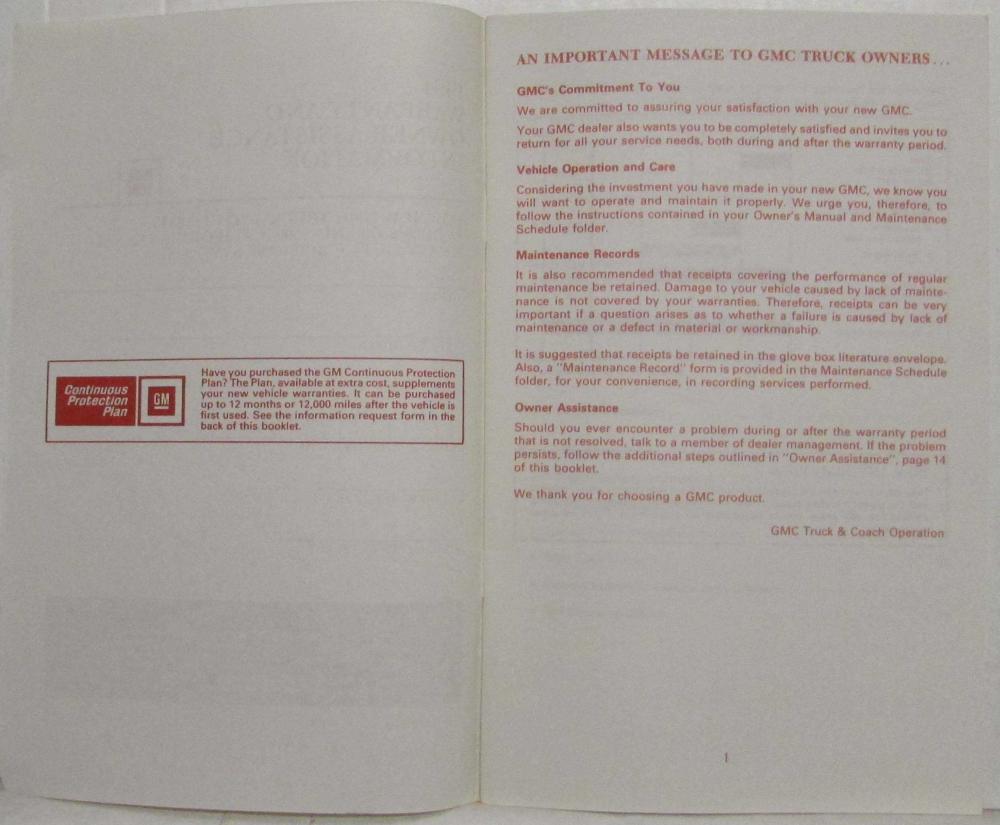 Continuous
Protection
Plan
GM
Have you purchased the GM Continuous Protection
Plan? The Plan, available at extra cost, supplements
your new vehicle warranties. It can be purchased
up to 12 months or 12,000 miles after the vehicle is
first used. See the information request form in the
back of this booklet.
AN IMPORTANT MESSAGE TO GMC TRUCK OWNERS...
GMC's Commitment To You
We are committed to assuring your satisfaction with your new GMC.
Your GMC dealer also wants you to be completely satisfied and invites you to
return for all your service needs, both during and after the warranty period.
Vehicle Operation and Care
Considering the investment you have made in your new GMC, we know you
will want to operate and maintain it properly. We urge you, therefore, to
follow the instructions contained in your Owner's Manual and Maintenance
Schedule folder.
Maintenance Records
It is also recommended that receipts covering the performance of regular
maintenance be retained. Damage to your vehicle caused by lack of mainte-
nance is not covered by your warranties. Therefore, receipts can be very
important if a question arises as to whether a failure is caused by lack of
maintenance or a defect in material or workmanship.
It is suggested that receipts be retained in the glove box literature envelope.
Also, a "Maintenance Record" form is provided in the Maintenance Schedule
folder, for your convenience, in recording services performed.
Owner Assistance
Should you ever encounter a problem during or after the warranty period
that is not resolved, talk to a member of dealer management. If the problem
persists, follow the additional steps outlined in "Owner Assistance", page 14
of this booklet.
We thank you for choosing a GMC product.
GMC Truck & Coach Operation
1